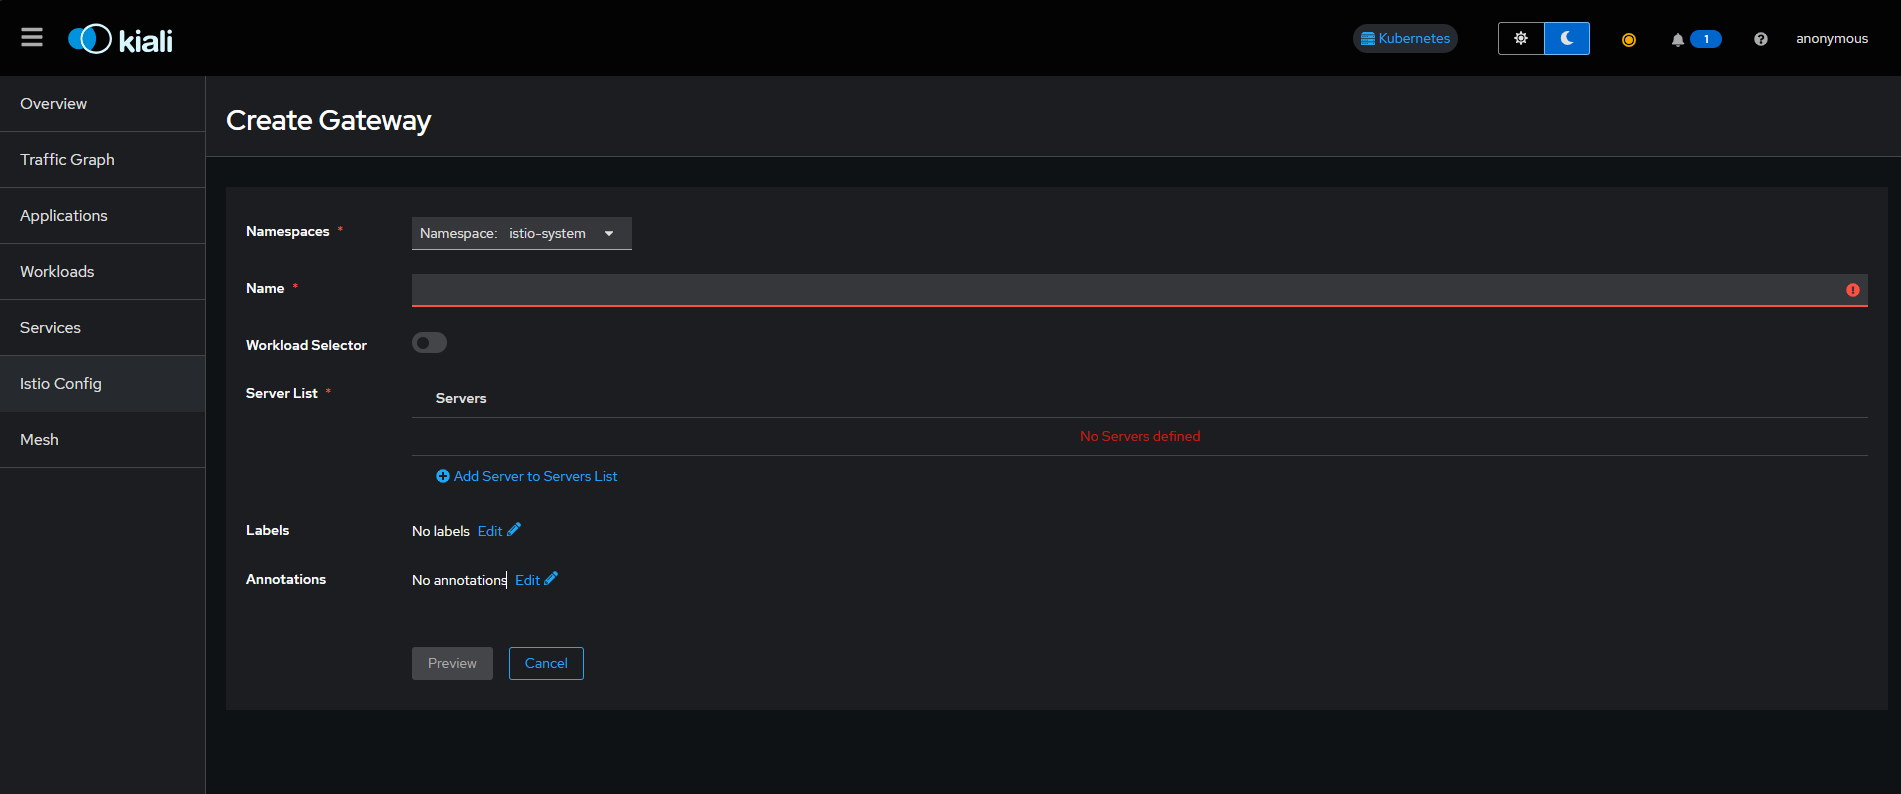 kiali
Kubernetes
1
anonymous
Overview
Traffic Graph
Applications
Workloads
Services
Istio Config
Mesh
Create Gateway
Namespaces *
Namespace: istio-system
Name *
Workload Selector
Server List *
Servers
No Servers defined
Add Server to Servers List
Labels
No labels Edit
Annotations
No annotations Edit
Preview
Cancel